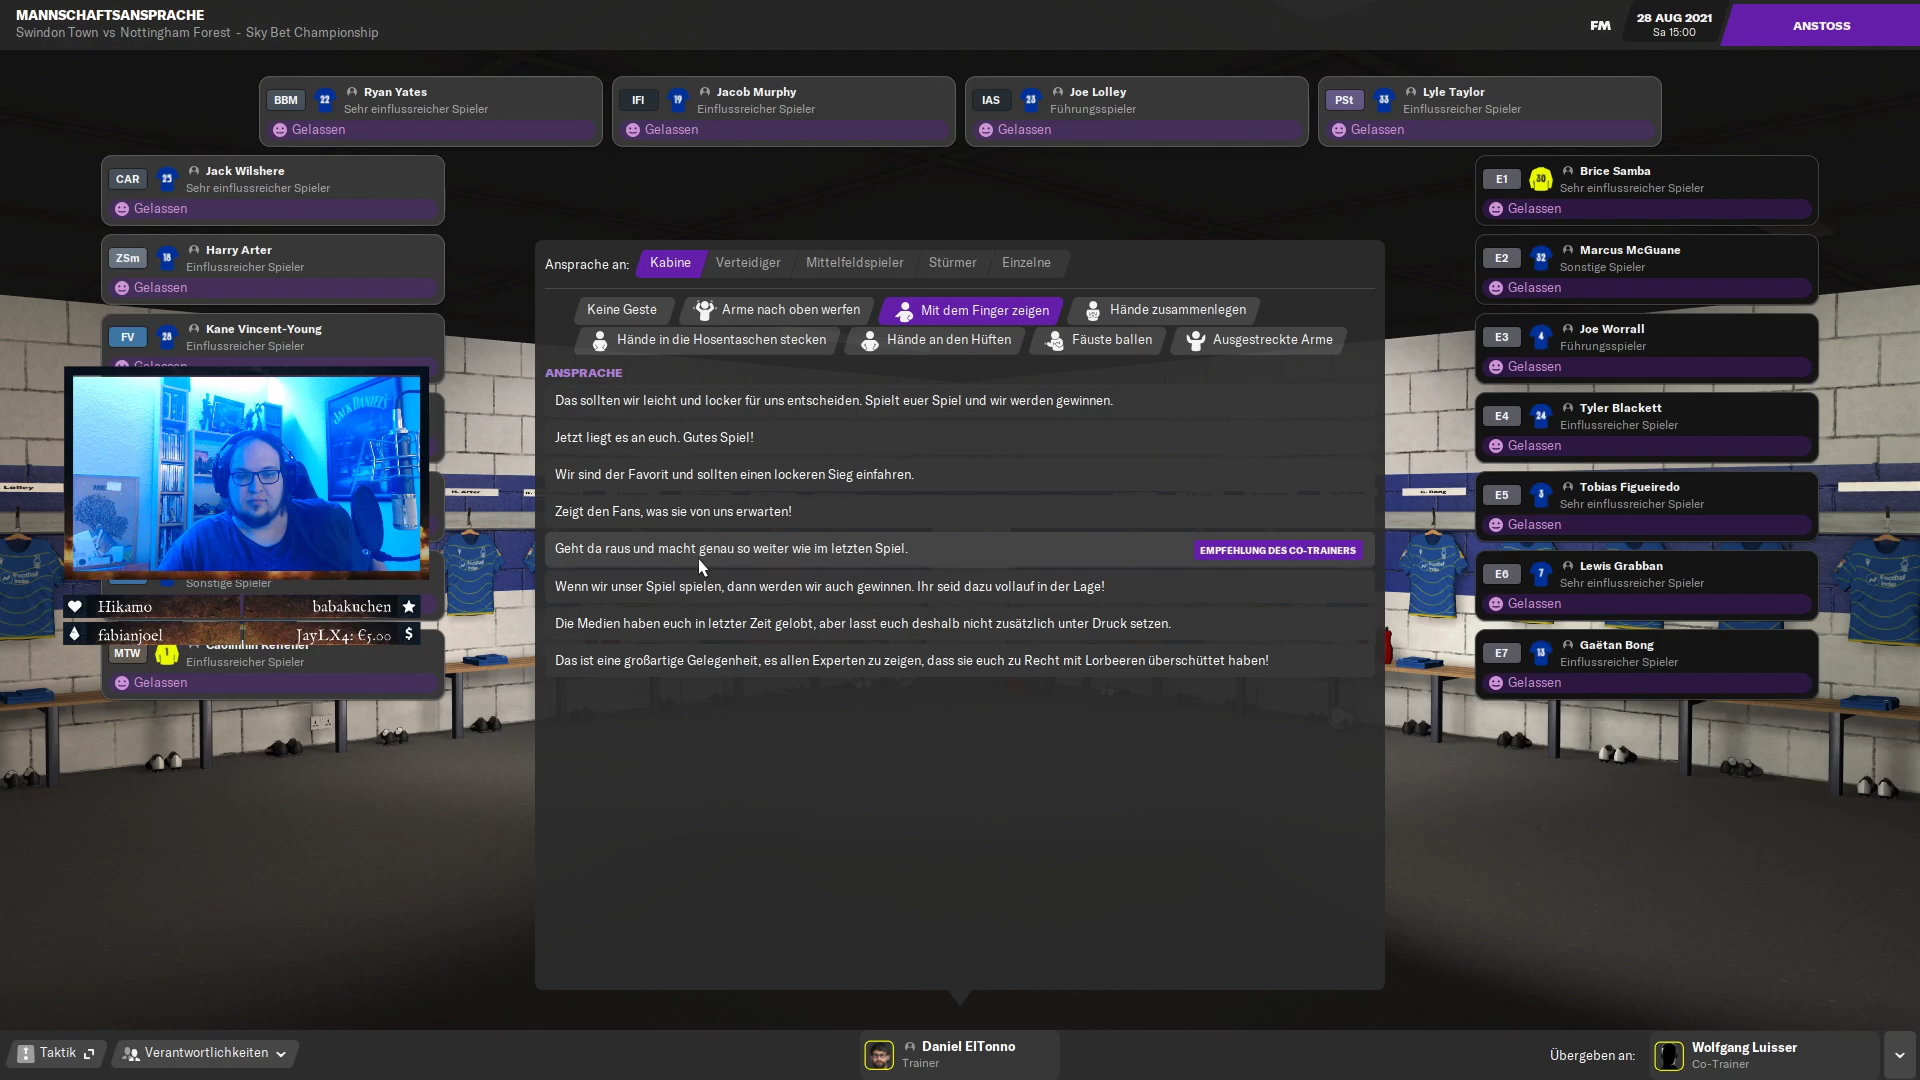 MANNSCHAFTSANSPRACHE
Swindon Town vs Nottingham Forest - Sky Bet Championship
FM
28 AUG 2021
Sa 15:00
ANSTOSS
BBM 22 Ryan Yates
Sehr einflussreicher Spieler
Gelassen
IFl 19 Jacob Murphy
Einflussreicher Spieler
Gelassen
IAS 23 Joe Lolley
Führungsspieler
Gelassen
PSt 33 Lyle Taylor
Einflussreicher Spieler
Gelassen
CAR 25 Jack Wilshere
Sehr einflussreicher Spieler
Gelassen
ZSm 18 Harry Arter
Einflussreicher Spieler
Gelassen
FV 28 Kane Vincent-Young
Einflussreicher Spieler
Sonstige Spieler
Hikamo
babakuchen
fabianjoel
JayLX4: €5.00
MTW 1
Einflussreicher Spieler
Gelassen
Ansprache an:
Kabine
Verteidiger
Mittelfeldspieler
Stürmer
Einzelne
Keine Geste
Arme nach oben werfen
Mit dem Finger zeigen
Hände zusammenlegen
Hände in die Hosentaschen stecken
Hände an den Hüften
Fäuste ballen
Ausgestreckte Arme
ANSPRACHE
Das sollten wir leicht und locker für uns entscheiden. Spielt euer Spiel und wir werden gewinnen.
Jetzt liegt es an euch. Gutes Spiel!
Wir sind der Favorit und sollten einen lockeren Sieg einfahren.
Zeigt den Fans, was sie von uns erwarten!
Geht da raus und macht genau so weiter wie im letzten Spiel.
EMPFEHLUNG DES CO-TRAINERS
Wenn wir unser Spiel spielen, dann werden wir auch gewinnen. Ihr seid dazu vollauf in der Lage!
Die Medien haben euch in letzter Zeit gelobt, aber lasst euch deshalb nicht zusätzlich unter Druck setzen.
Das ist eine großartige Gelegenheit, es allen Experten zu zeigen, dass sie euch zu Recht mit Lorbeeren überschüttet haben!
E1 30 Brice Samba
Sehr einflussreicher Spieler
Gelassen
E2 32 Marcus McGuane
Sonstige Spieler
Gelassen
E3 4 Joe Worrall
Führungsspieler
Gelassen
E4 24 Tyler Blackett
Einflussreicher Spieler
Gelassen
E5 3 Tobias Figueiredo
Sehr einflussreicher Spieler
Gelassen
E6 7 Lewis Grabban
Sehr einflussreicher Spieler
Gelassen
E7 13 Gaëtan Bong
Einflussreicher Spieler
Gelassen
Taktik
Verantwortlichkeiten
Daniel ElTonno
Trainer
Übergeben an:
Wolfgang Luisser
Co-Trainer